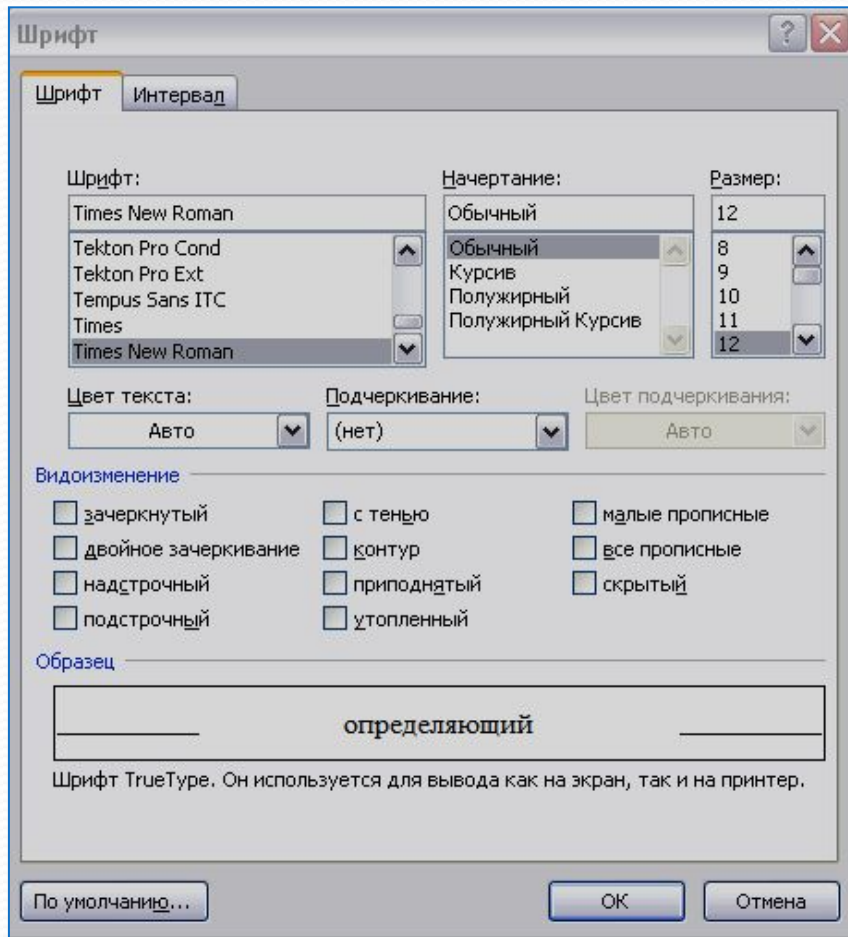 Шрифт
Шрифт Интервал
Шрифт: Начертание: Размер:
Times New Roman Обычный 12
Tekton Pro Cond Обычный 8
Tekton Pro Ext Курсив 9
Tempus Sans ITC Полужирный 10
Times Полужирный Курсив 11
Times New Roman 12
Цвет текста: Подчеркивание: Цвет подчеркивания:
Авто (нет) Авто
Видоизменение
зачеркнутый с тенью малые прописные
двойное зачеркивание контур все прописные
надстрочный приподнятый скрытый
подстрочный утопленный
Образец
определяющий
Шрифт TrueType. Он используется для вывода как на экран, так и на принтер.
По умолчанию... ОК Отмена